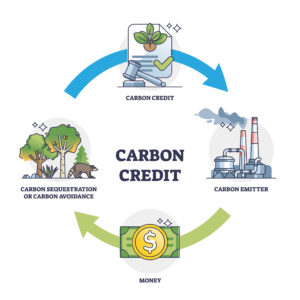 CARBON CREDIT
CARBON
CREDIT
CARBON SEQUESTRATION
OR CARBON AVOIDANCE
CARBON EMITTER
$
MONEY